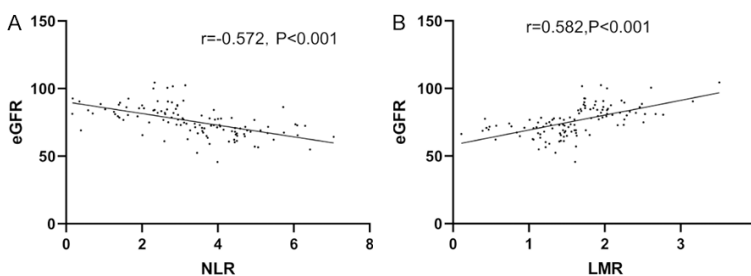 A
r=-0.572, P<0.001
eGFR
150
100
50
0
0 2 4 6 8
NLR
B
r=0.582,P<0.001
eGFR
150
100
50
0
0 1 2 3
LMR